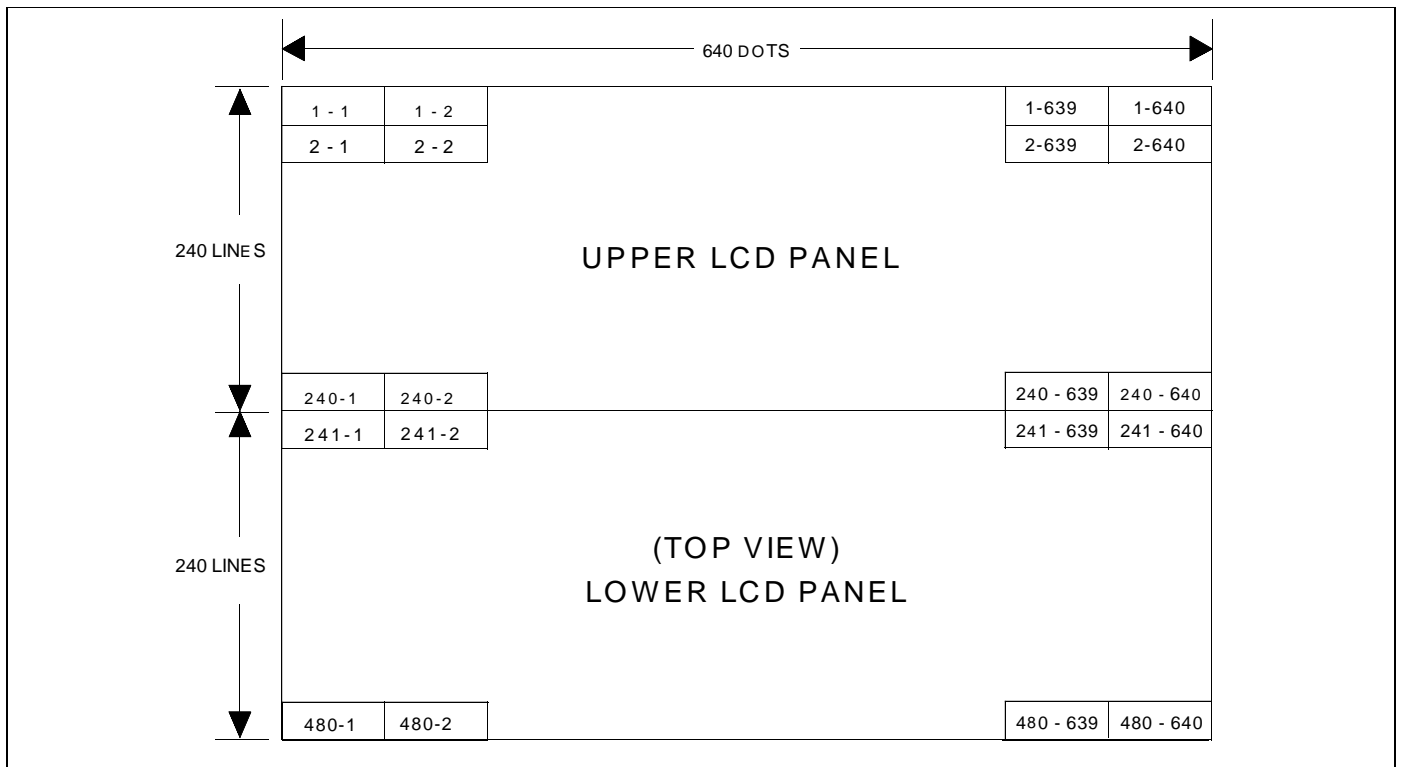 640 DOTS
1 - 1 1 - 2 1-639 1-640
2 - 1 2 - 2 2-639 2-640
240 LINES
UPPER LCD PANEL
240-1 240-2 240 - 639 240 - 640
241-1 241-2 241 - 639 241 - 640
(TOP VIEW)
240 LINES
LOWER LCD PANEL
480-1 480-2 480 - 639 480 - 640